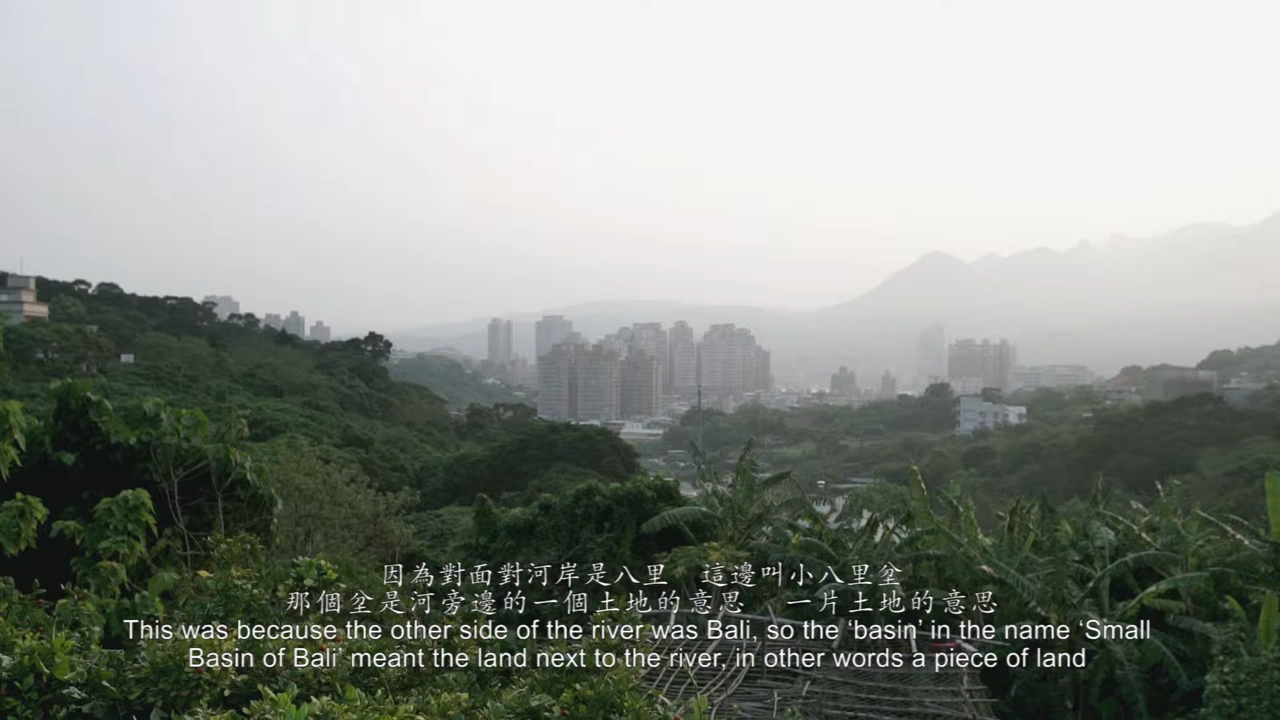 因為對面對河岸是八里　這邊叫小八里坌
那個坌是河旁邊的一個土地的意思　一片土地的意思
This was because the other side of the river was Bali, so the ‘basin’ in the name ‘Small
Basin of Bali’ meant the land next to the river, in other words a piece of land